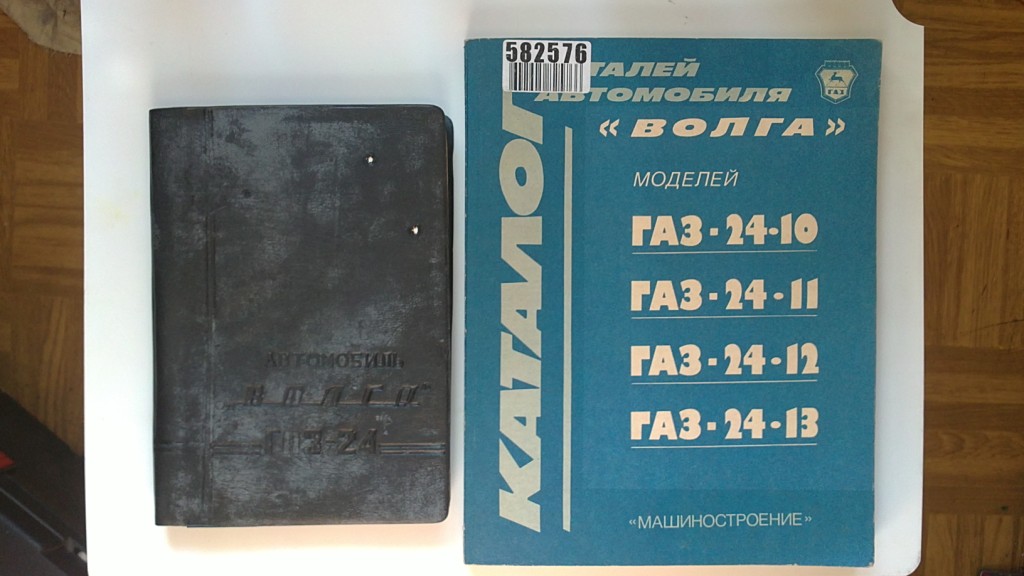 АВТОМОБИЛЬ
„ВОЛГА"
ГАЗ-24
582576
КАТАЛОГ
ТАЛЕЙ
АВТОМОБИЛЯ
«ВОЛГА»
ГАЗ
МОДЕЛЕЙ
ГАЗ-24-10
ГАЗ-24-11
ГАЗ-24-12
ГАЗ-24-13
«МАШИНОСТРОЕНИЕ»